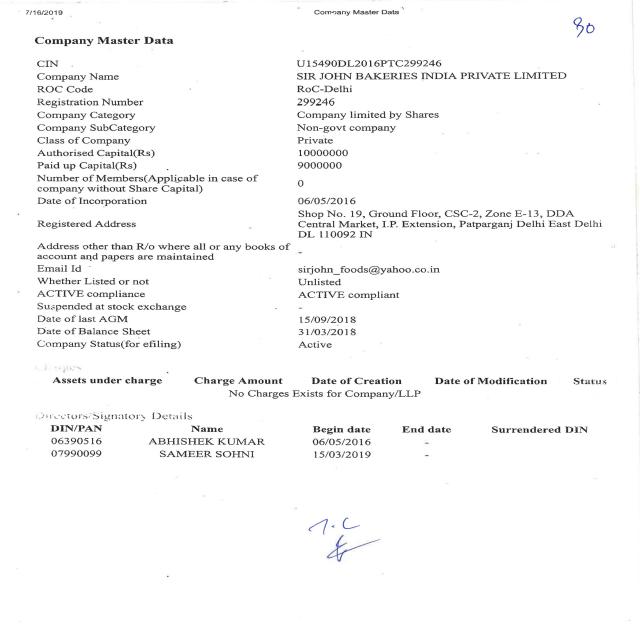 7/16/2019 Company Master Data
80
Company Master Data
CIN U15490DL2016PTC299246
Company Name SIR JOHN BAKERIES INDIA PRIVATE LIMITED
ROC Code RoC-Delhi
Registration Number 299246
Company Category Company limited by Shares
Company SubCategory Non-govt company
Class of Company Private
Authorised Capital(Rs) 10000000
Paid up Capital(Rs) 9000000
Number of Members(Applicable in case of
company without Share Capital) 0
Date of Incorporation 06/05/2016
Shop No. 19, Ground Floor, CSC-2, Zone E-13, DDA
Registered Address Central Market, I.P. Extension, Patparganj Delhi East Delhi
DL 110092 IN
Address other than R/o where all or any books of
account and papers are maintained -
Email Id sirjohn_foods@yahoo.co.in
Whether Listed or not Unlisted
ACTIVE compliance ACTIVE compliant
Suspended at stock exchange -
Date of last AGM 15/09/2018
Date of Balance Sheet 31/03/2018
Company Status(for efiling) Active
Charges
Assets under charge Charge Amount Date of Creation Date of Modification Status
No Charges Exists for Company/LLP
Directors/Signatory Details
DIN/PAN Name Begin date End date Surrendered DIN
06390516 ABHISHEK KUMAR 06/05/2016 -
07990099 SAMEER SOHNI 15/03/2019 -
T.C